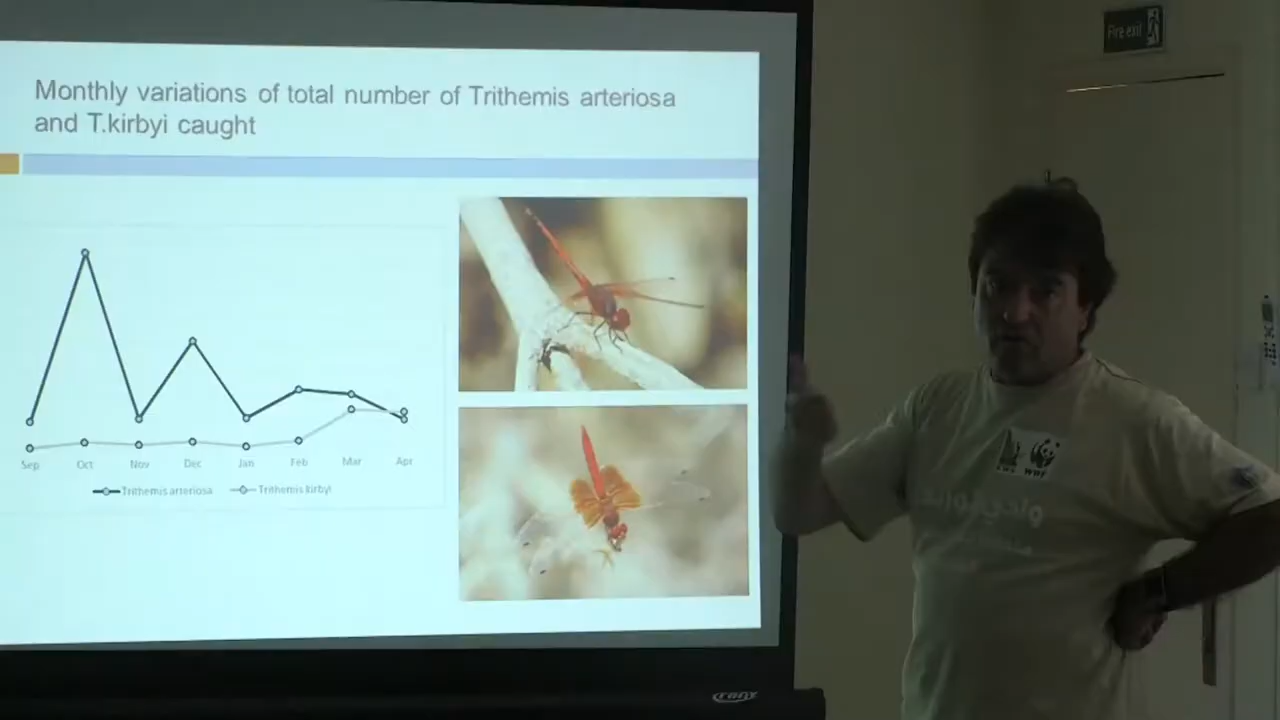 Monthly variations of total number of Trithemis arteriosa
and T.kirbyi caught
Sep Oct Nov Dec Jan Feb Mar Apr
Trithemis arteriosa Trithemis kirbyi
Fire exit
WWF